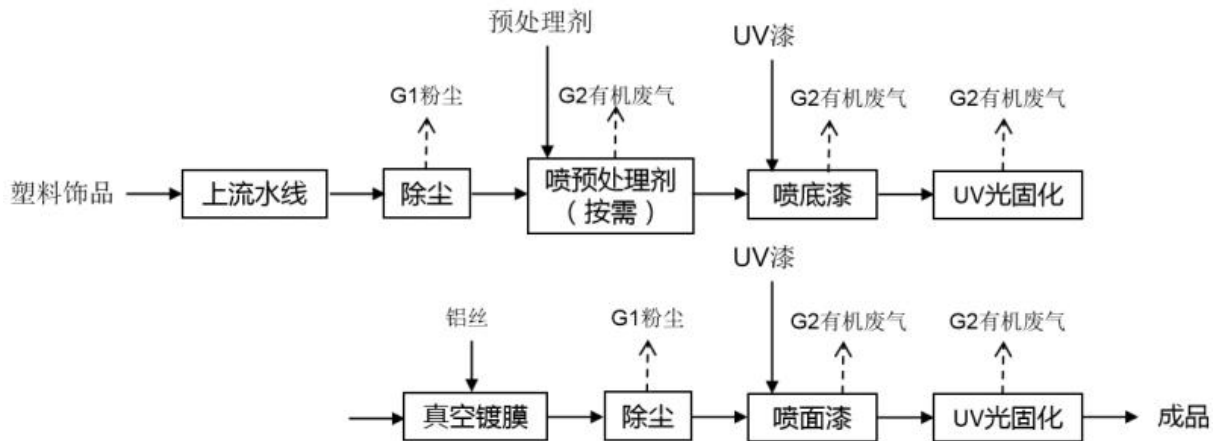 预处理剂
UV漆
G1粉尘
G2有机废气
G2有机废气
G2有机废气
塑料饰品
上流水线
除尘
喷预处理剂
（按需）
喷底漆
UV光固化
UV漆
铝丝
G1粉尘
G2有机废气
G2有机废气
真空镀膜
除尘
喷面漆
UV光固化
成品